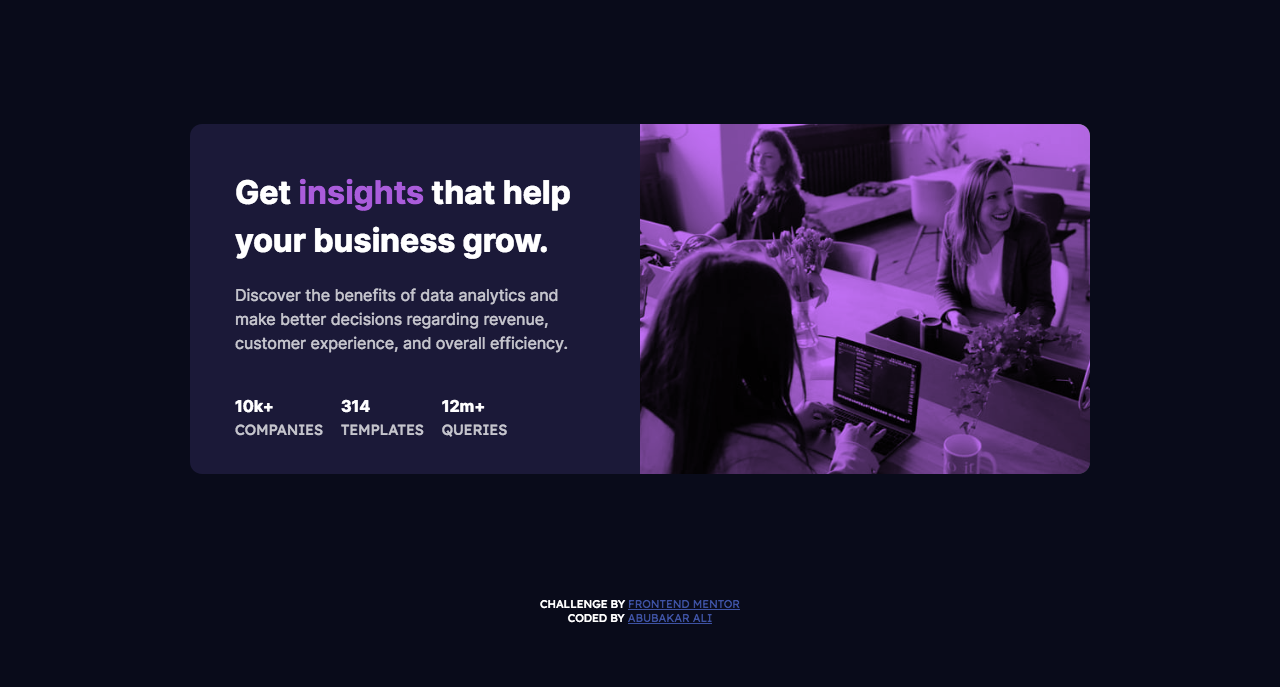 Get insights that help
your business grow.
Discover the benefits of data analytics and
make better decisions regarding revenue,
customer experience, and overall efficiency.
10k+ 314 12m+
COMPANIES TEMPLATES QUERIES
CHALLENGE BY FRONTEND MENTOR
CODED BY ABUBAKAR ALI